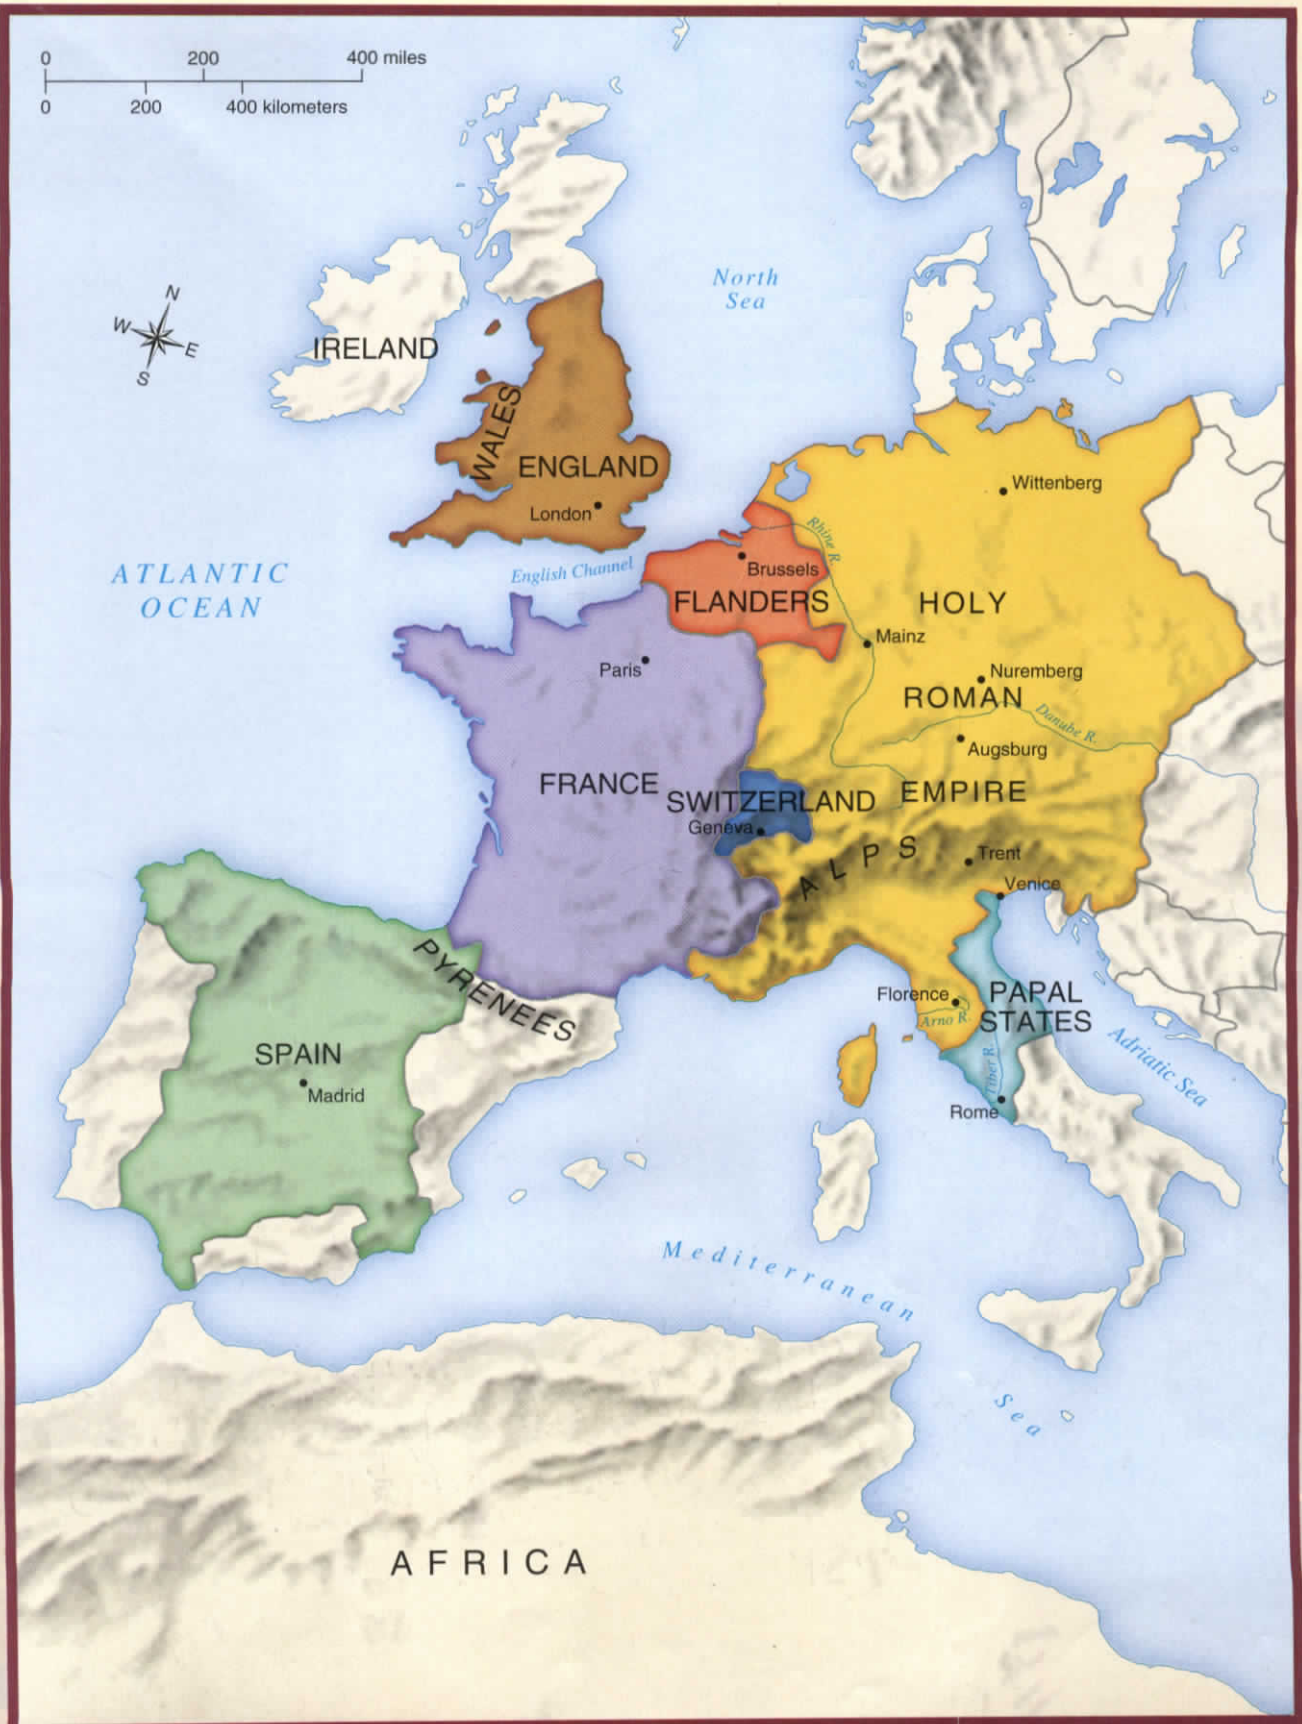 0 200 400 miles
0 200 400 kilometers
N
W
E
S
North
Sea
IRELAND
WALES
ENGLAND
London
Wittenberg
Rhine R.
ATLANTIC
OCEAN
English Channel
Brussels
FLANDERS
HOLY
Mainz
Paris
Nuremberg
ROMAN
Danube R.
Augsburg
FRANCE
SWITZERLAND
EMPIRE
Geneva
ALPS
Trent
Venice
PYRENEES
Florence
PAPAL
STATES
Arno R.
Adriatic Sea
SPAIN
Tiber R.
Madrid
Rome
Mediterranean
Sea
AFRICA